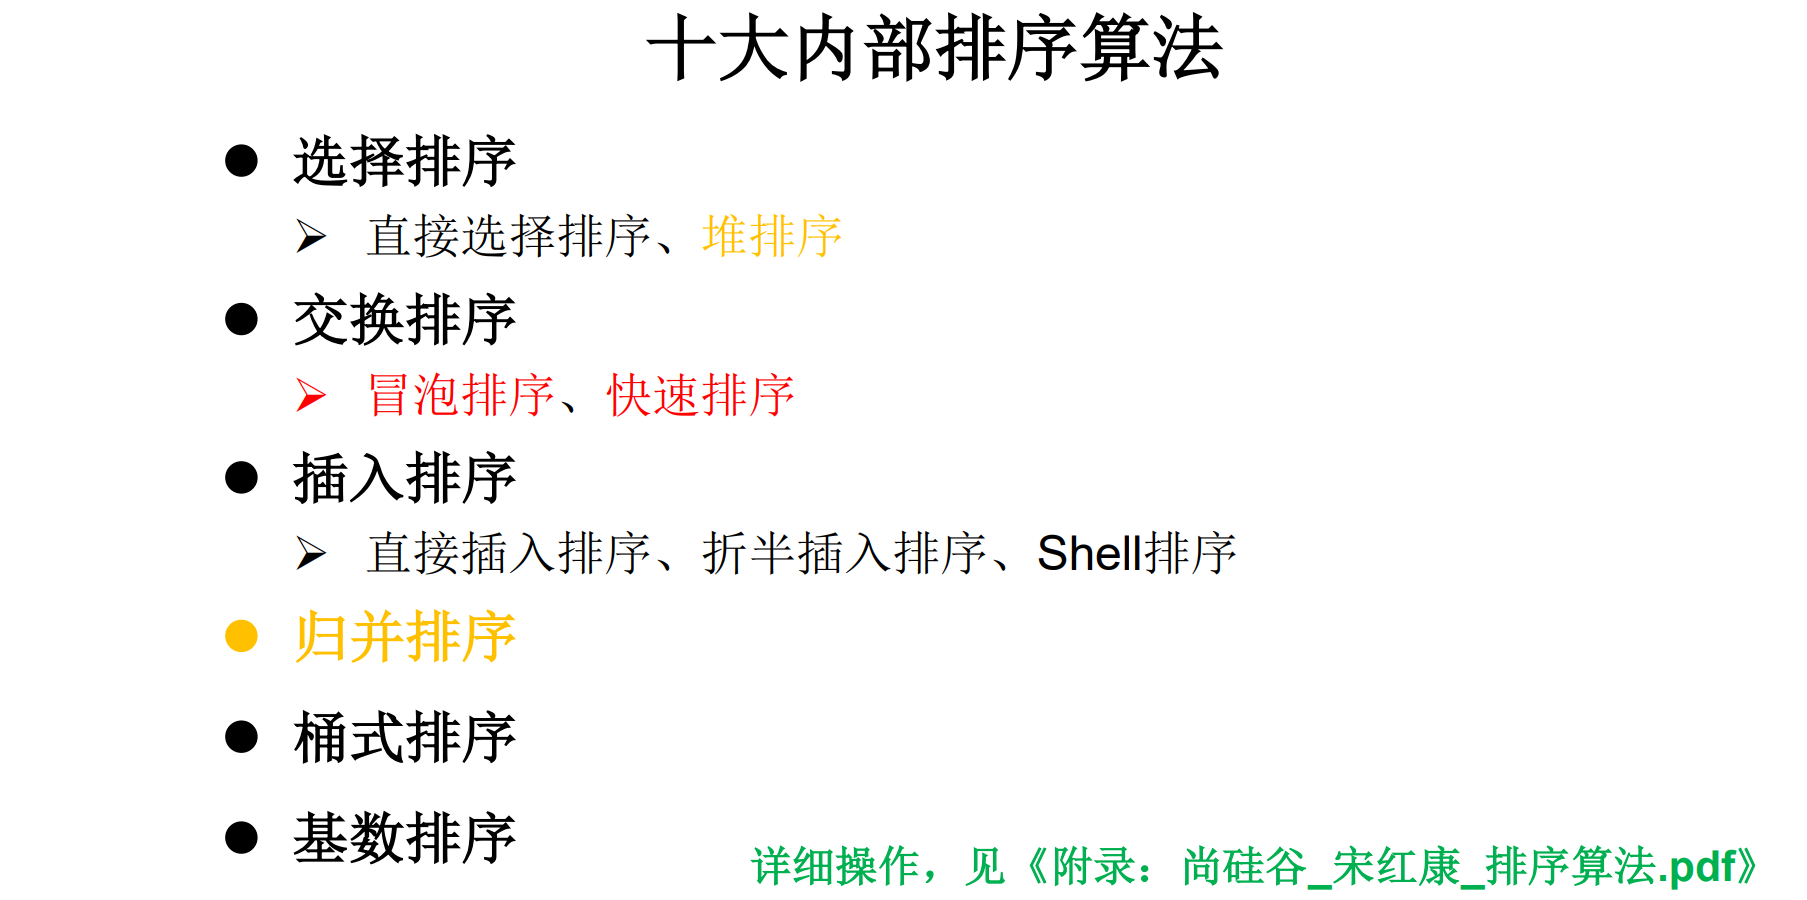 十大内部排序算法
选择排序
直接选择排序、堆排序
交换排序
冒泡排序、快速排序
插入排序
直接插入排序、折半插入排序、Shell排序
归并排序
桶式排序
基数排序
详细操作，见《附录：尚硅谷_宋红康_排序算法.pdf》